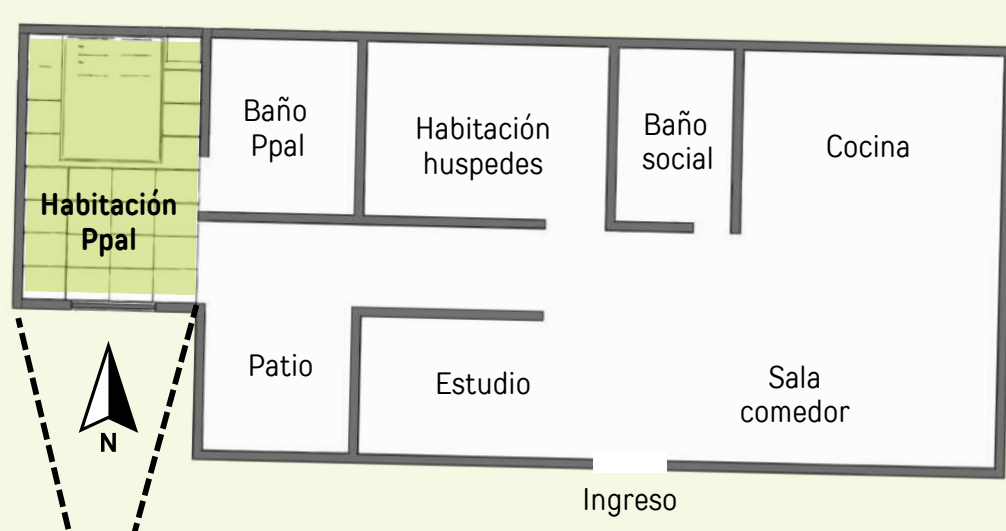 Baño
Ppal
Habitación
huspedes
Baño
social
Cocina
Habitación
Ppal
Patio
Estudio
Sala
comedor
N
Ingreso